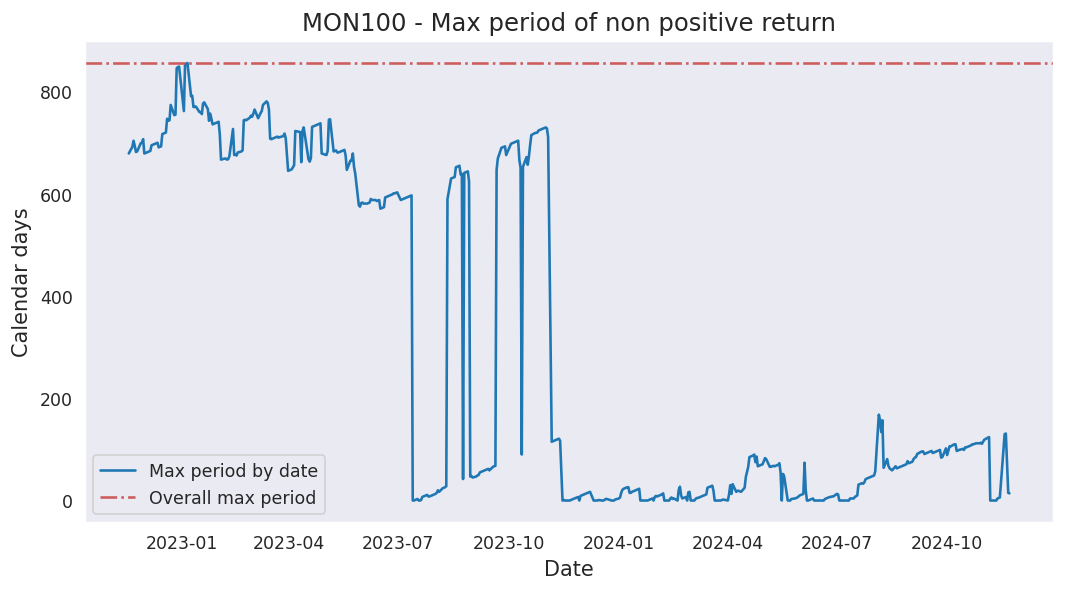 MON100 - Max period of non positive return
Calendar days
800
600
400
200
0
Max period by date
Overall max period
2023-01 2023-04 2023-07 2023-10 2024-01 2024-04 2024-07 2024-10
Date